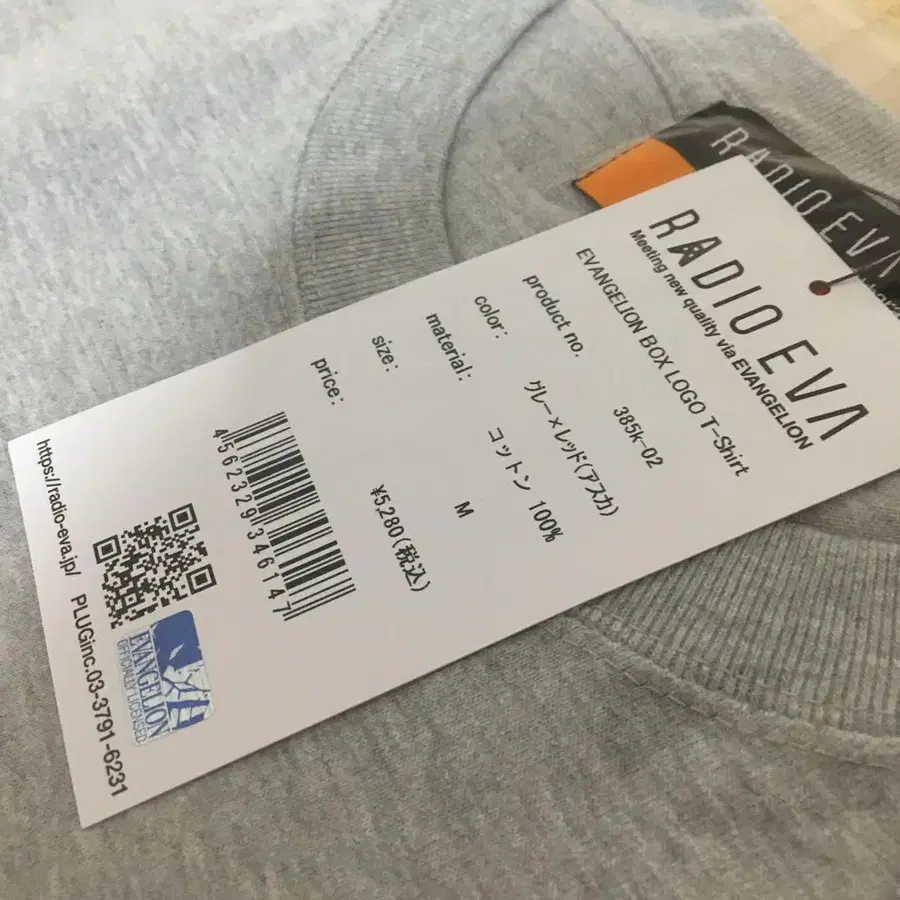 RADIO EVA
RADIO EVA
Meeting new quality via EVANGELION
EVANGELION BOX LOGO T-Shirt
product no. 385k-02
color: グレー×レッド(アスカ)
material: コットン 100%
size: M
price: ¥5,280(税込)
4562329346147
EVANGELION
OFFICIALLY LICENSED
https://radio-eva.jp/ PLUGinc.03-3791-6231